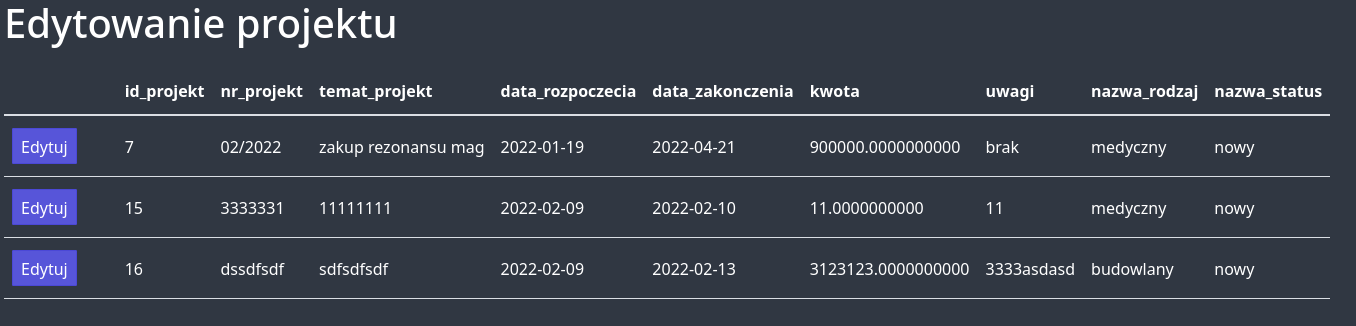 Edytowanie projektu
id_projekt nr_projekt temat_projekt data_rozpoczecia data_zakonczenia kwota uwagi nazwa_rodzaj nazwa_status
Edytuj 7 02/2022 zakup rezonansu mag 2022-01-19 2022-04-21 900000.0000000000 brak medyczny nowy
Edytuj 15 3333331 11111111 2022-02-09 2022-02-10 11.0000000000 11 medyczny nowy
Edytuj 16 dssdfsdf sdfsdfsdf 2022-02-09 2022-02-13 3123123.0000000000 3333asdasd budowlany nowy